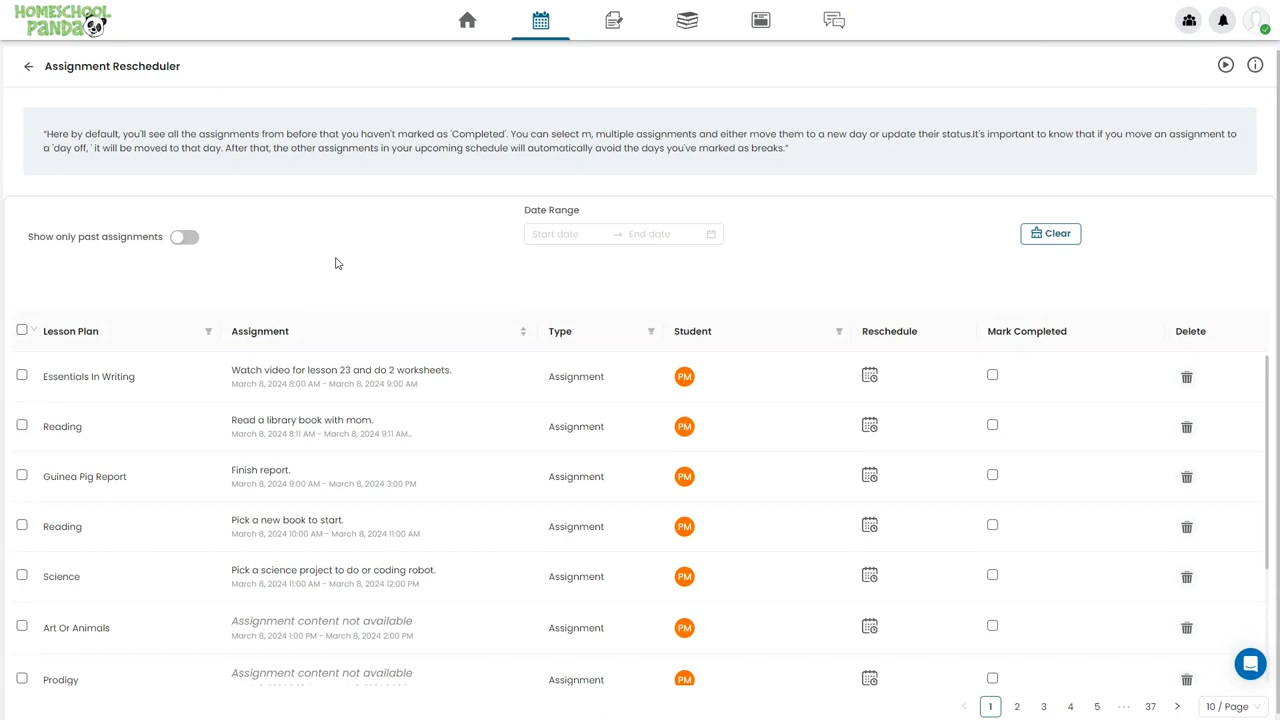 HOMESCHOOL
PANDA
Assignment Rescheduler
“Here by default, you'll see all the assignments from before that you haven't marked as 'Completed'. You can select m, multiple assignments and either move them to a new day or update their status.It's important to know that if you move an assignment to
a 'day off, ' it will be moved to that day. After that, the other assignments in your upcoming schedule will automatically avoid the days you've marked as breaks.”
Date Range
Show only past assignments
Start date
End date
Clear
Lesson Plan Assignment Type Student Reschedule Mark Completed Delete
Essentials In Writing
Watch video for lesson 23 and do 2 worksheets.
March 8, 2024 8:00 AM - March 8, 2024 9:00 AM
Assignment
PM
Reading
Read a library book with mom.
March 8, 2024 8:11 AM - March 8, 2024 9:11 AM...
Assignment
PM
Guinea Pig Report
Finish report.
March 8, 2024 9:00 AM - March 8, 2024 3:00 PM
Assignment
PM
Reading
Pick a new book to start.
March 8, 2024 10:00 AM - March 8, 2024 11:00 AM
Assignment
PM
Science
Pick a science project to do or coding robot.
March 8, 2024 11:00 AM - March 8, 2024 12:00 PM
Assignment
PM
Art Or Animals
Assignment content not available
March 8, 2024 1:00 PM - March 8, 2024 2:00 PM
Assignment
PM
Prodigy
Assignment content not available
Assignment
PM
1 2 3 4 5 ••• 37
10 / Page